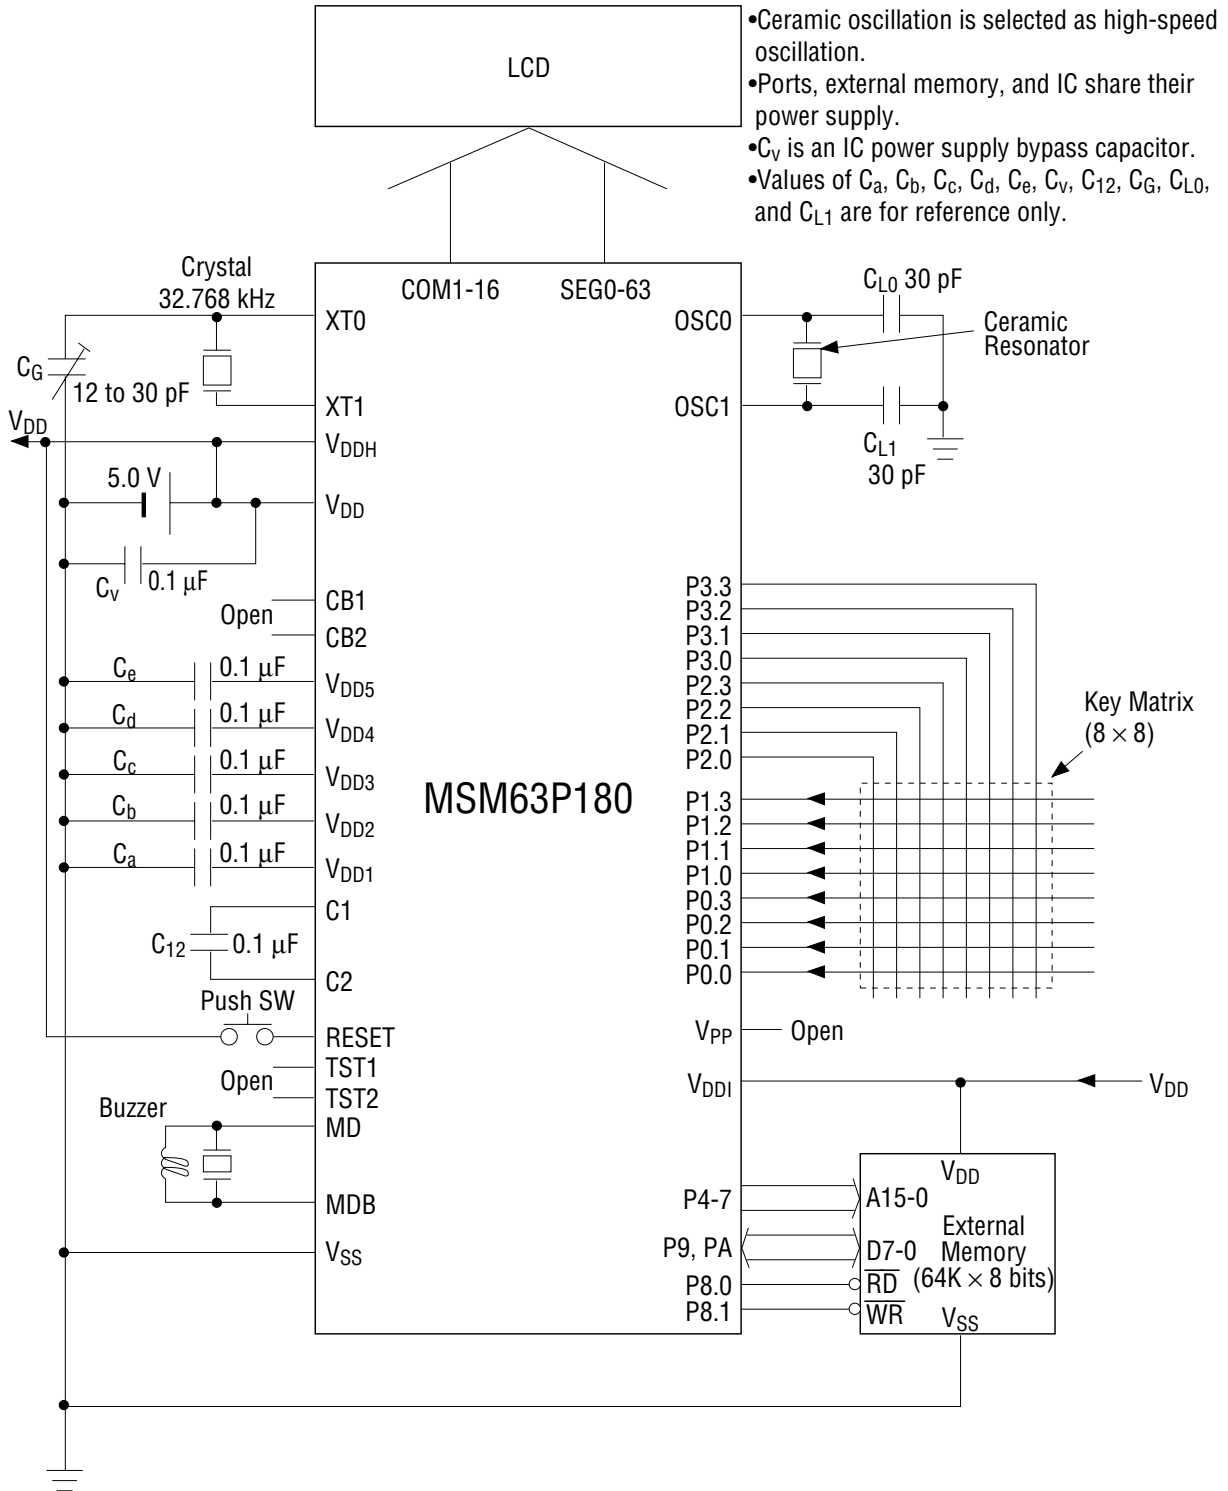 •Ceramic oscillation is selected as high-speed
oscillation.
•Ports, external memory, and IC share their
power supply.
•Cv is an IC power supply bypass capacitor.
•Values of Ca, Cb, Cc, Cd, Ce, Cv, C12, CG, CL0,
and CL1 are for reference only.
LCD
COM1-16
SEG0-63
Crystal
32.768 kHz
XT0
CG
12 to 30 pF
XT1
VDD
VDDH
5.0 V
VDD
Cv
0.1 μF
CB1
Open
CB2
Ce
0.1 μF
VDD5
Cd
0.1 μF
VDD4
Cc
0.1 μF
VDD3
Cb
0.1 μF
VDD2
Ca
0.1 μF
VDD1
C1
C12
0.1 μF
C2
Push SW
RESET
TST1
Open
TST2
Buzzer
MD
MDB
VSS
MSM63P180
OSC0
CL0 30 pF
Ceramic
Resonator
OSC1
CL1
30 pF
P3.3
P3.2
P3.1
P3.0
P2.3
P2.2
P2.1
P2.0
Key Matrix
(8 × 8)
P1.3
P1.2
P1.1
P1.0
P0.3
P0.2
P0.1
P0.0
VPP
Open
VDDI
VDD
P4-7
P9, PA
P8.0
P8.1
VDD
A15-0
External
Memory
(64K × 8 bits)
D7-0
RD
WR
VSS